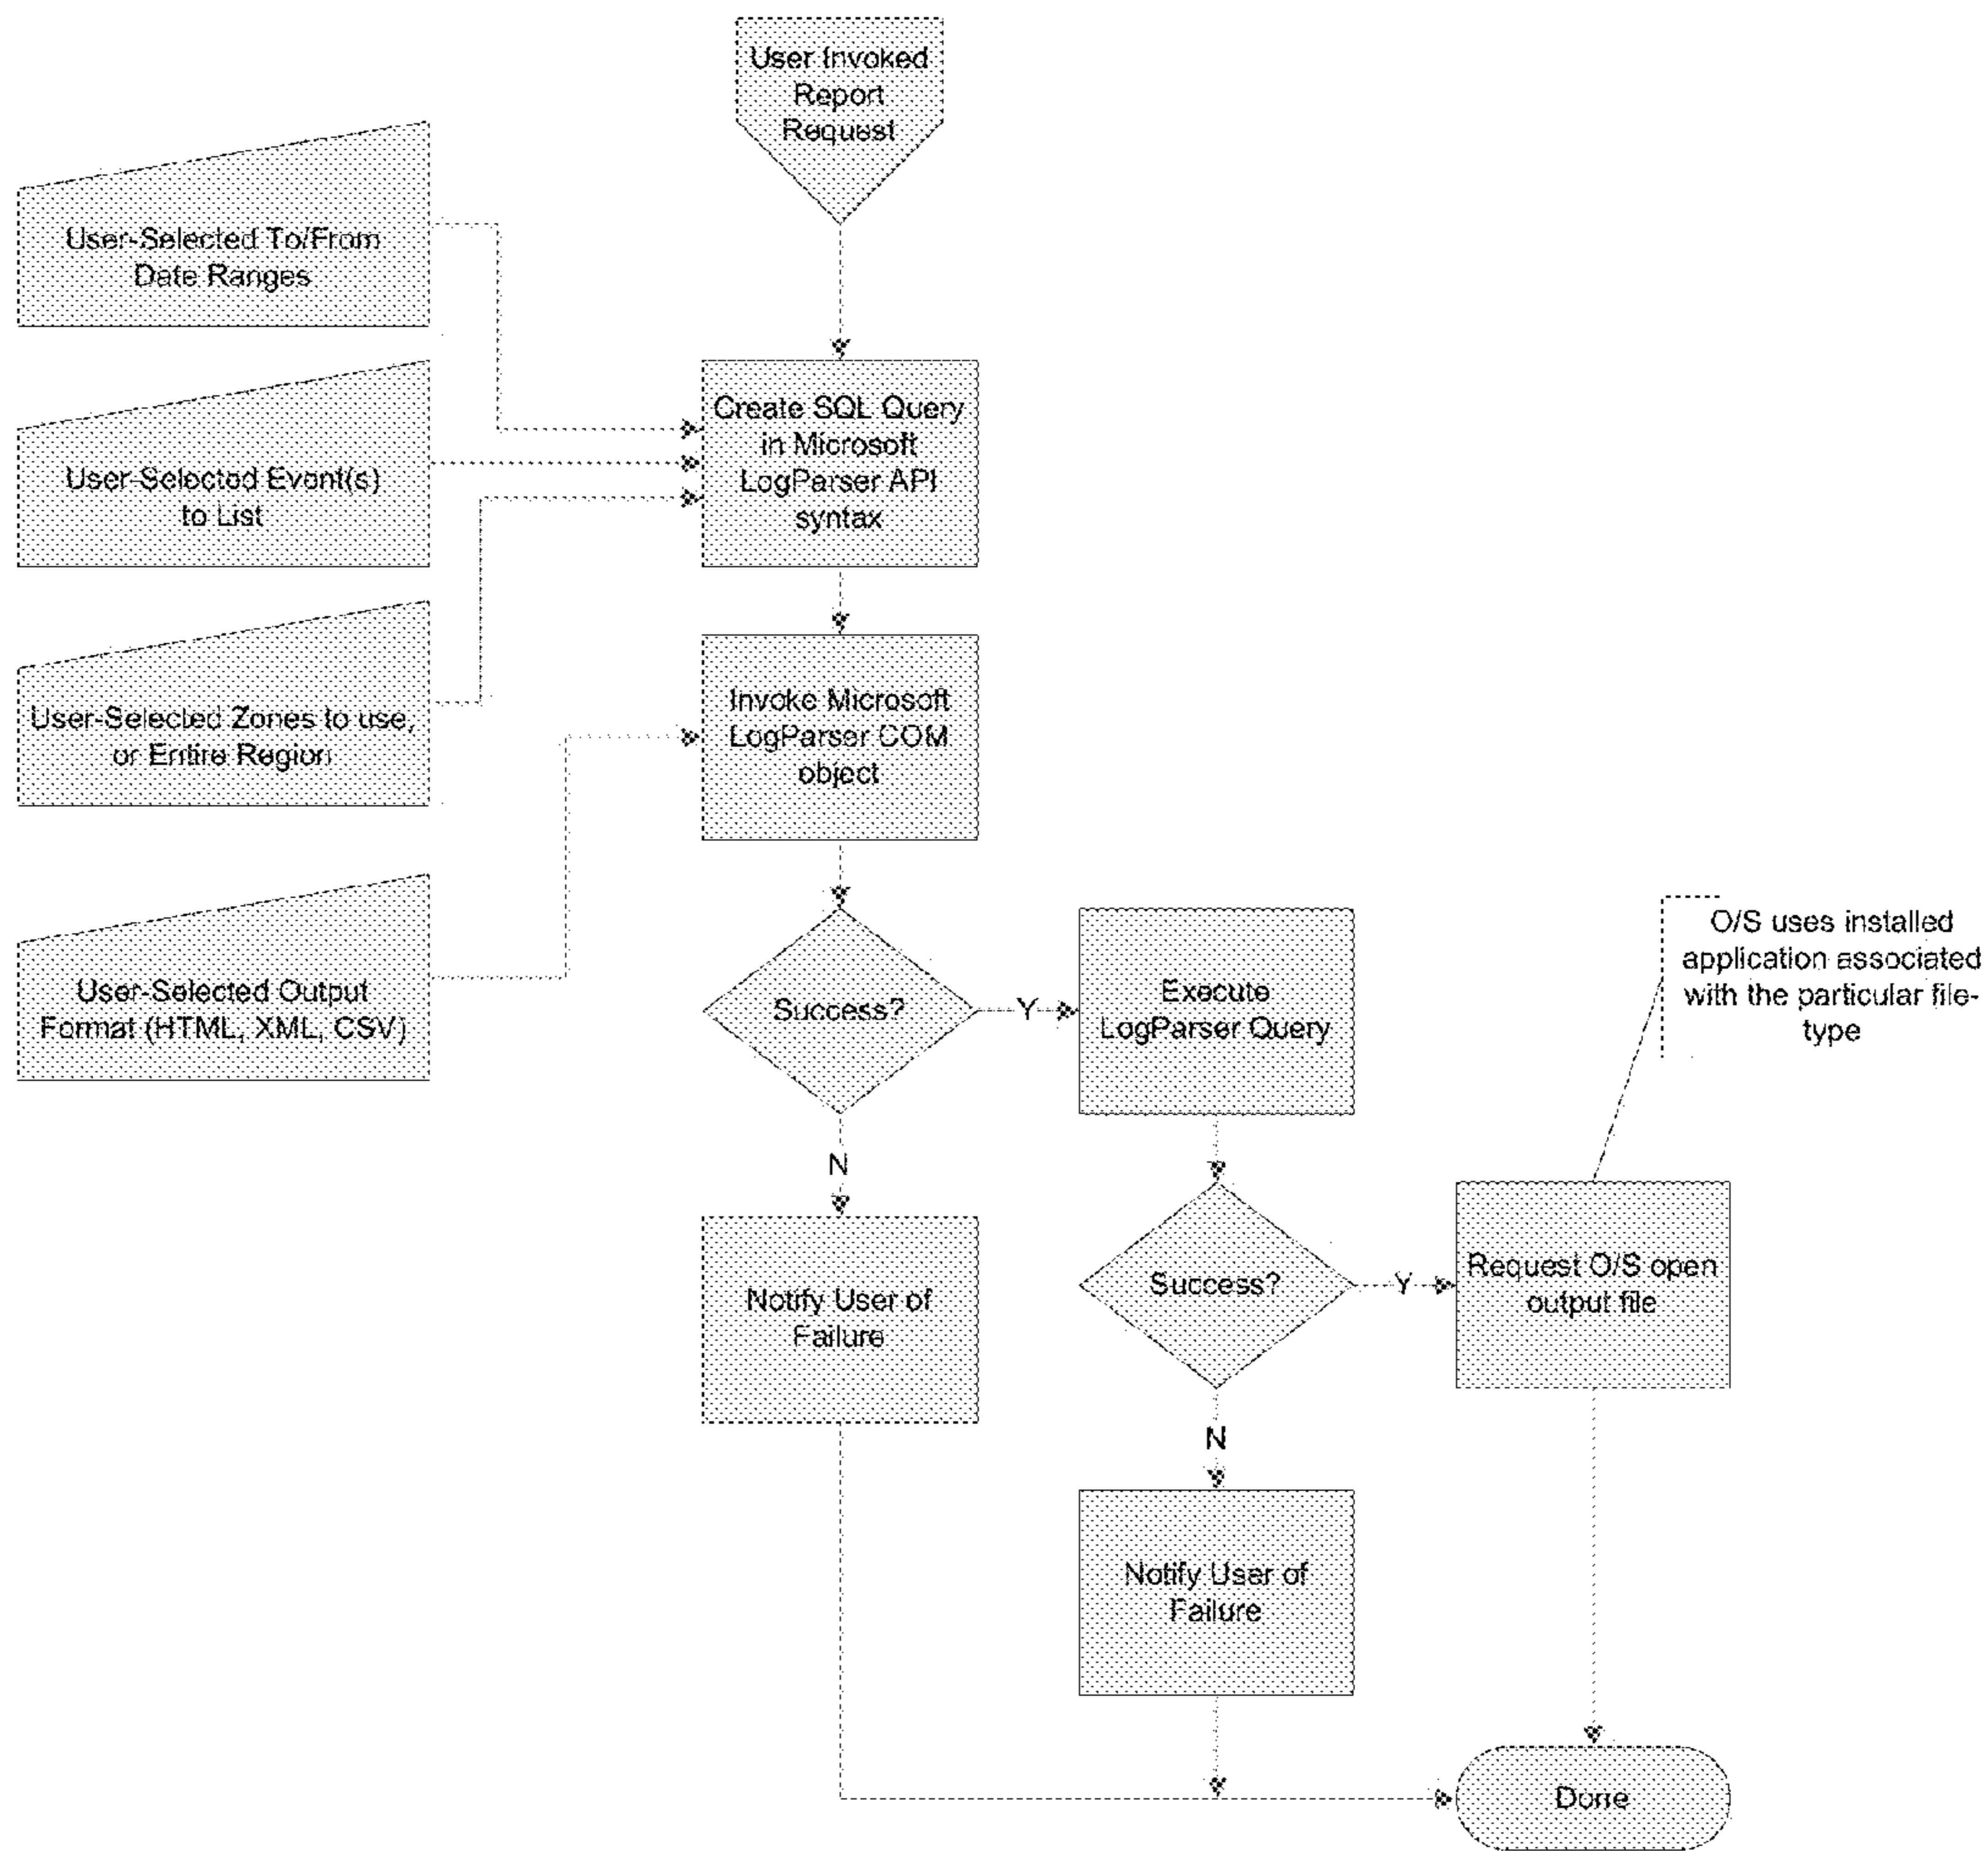 User Invoked
Report
Request
User-Selected To/From
Date Ranges
User-Selected Event(s)
to List
User-Selected Zones to use,
or Entire Region
User-Selected Output
Format (HTML, XML, CSV)
Create SQL Query
in Microsoft
LogParser API
syntax
Invoke Microsoft
LogParser COM
object
Success?
Y
N
Execute
LogParser Query
O/S uses installed
application associated
with the particular file-
type
Notify User of
Failure
Success?
Y
N
Request O/S open
output file
Notify User of
Failure
Done